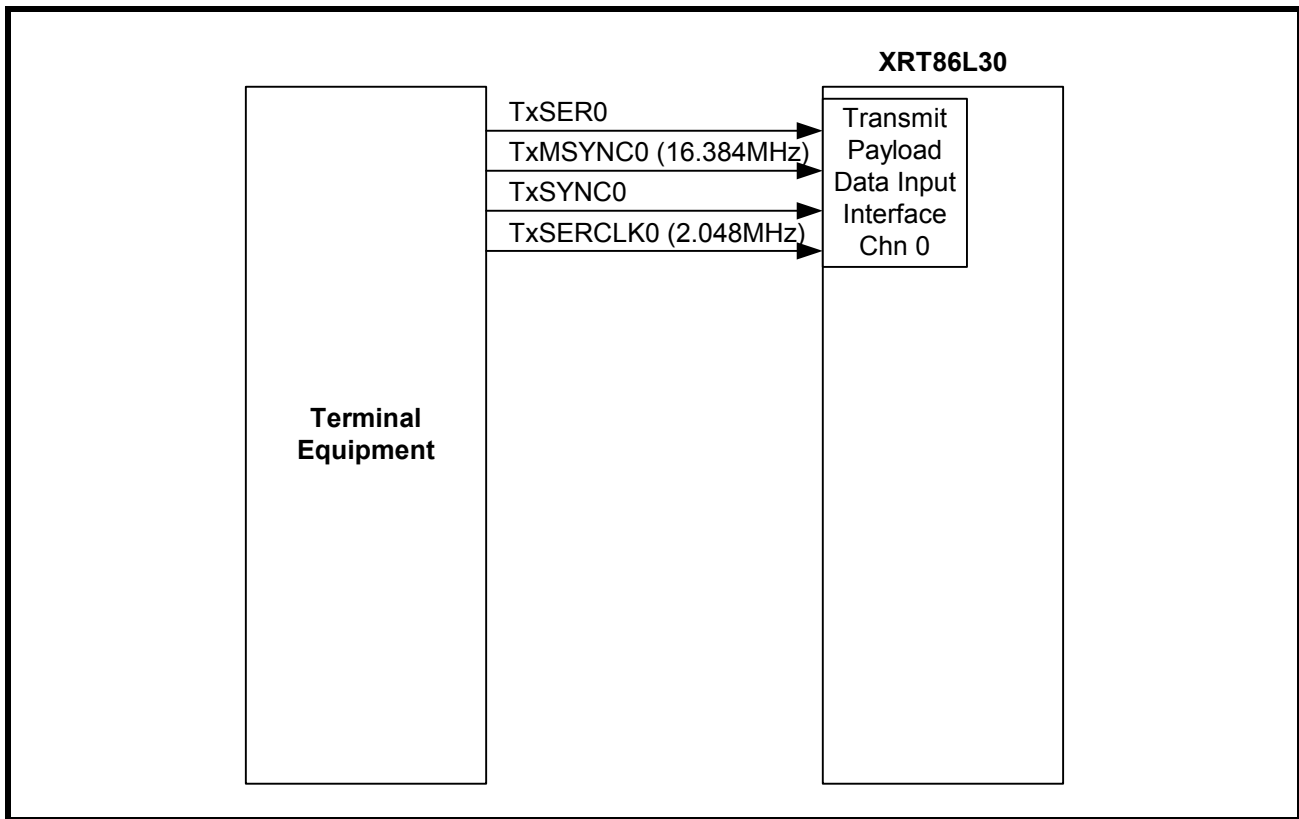 XRT86L30
TxSER0
TxMSYNC0 (16.384MHz)
TxSYNC0
TxSERCLK0 (2.048MHz)
Transmit
Payload
Data Input
Interface
Chn 0
Terminal
Equipment